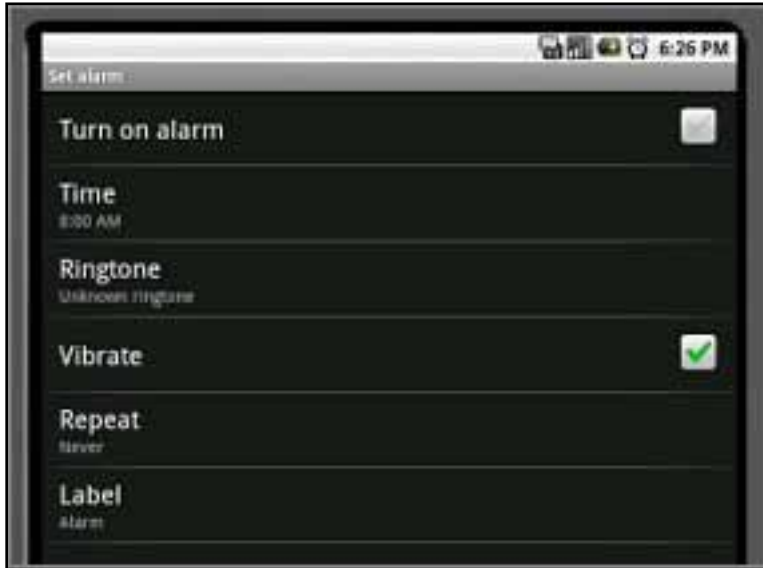 6:26 PM
Set alarm
Turn on alarm
Time
8:00 AM
Ringtone
Unknown ringtone
Vibrate
Repeat
Never
Label
Alarm